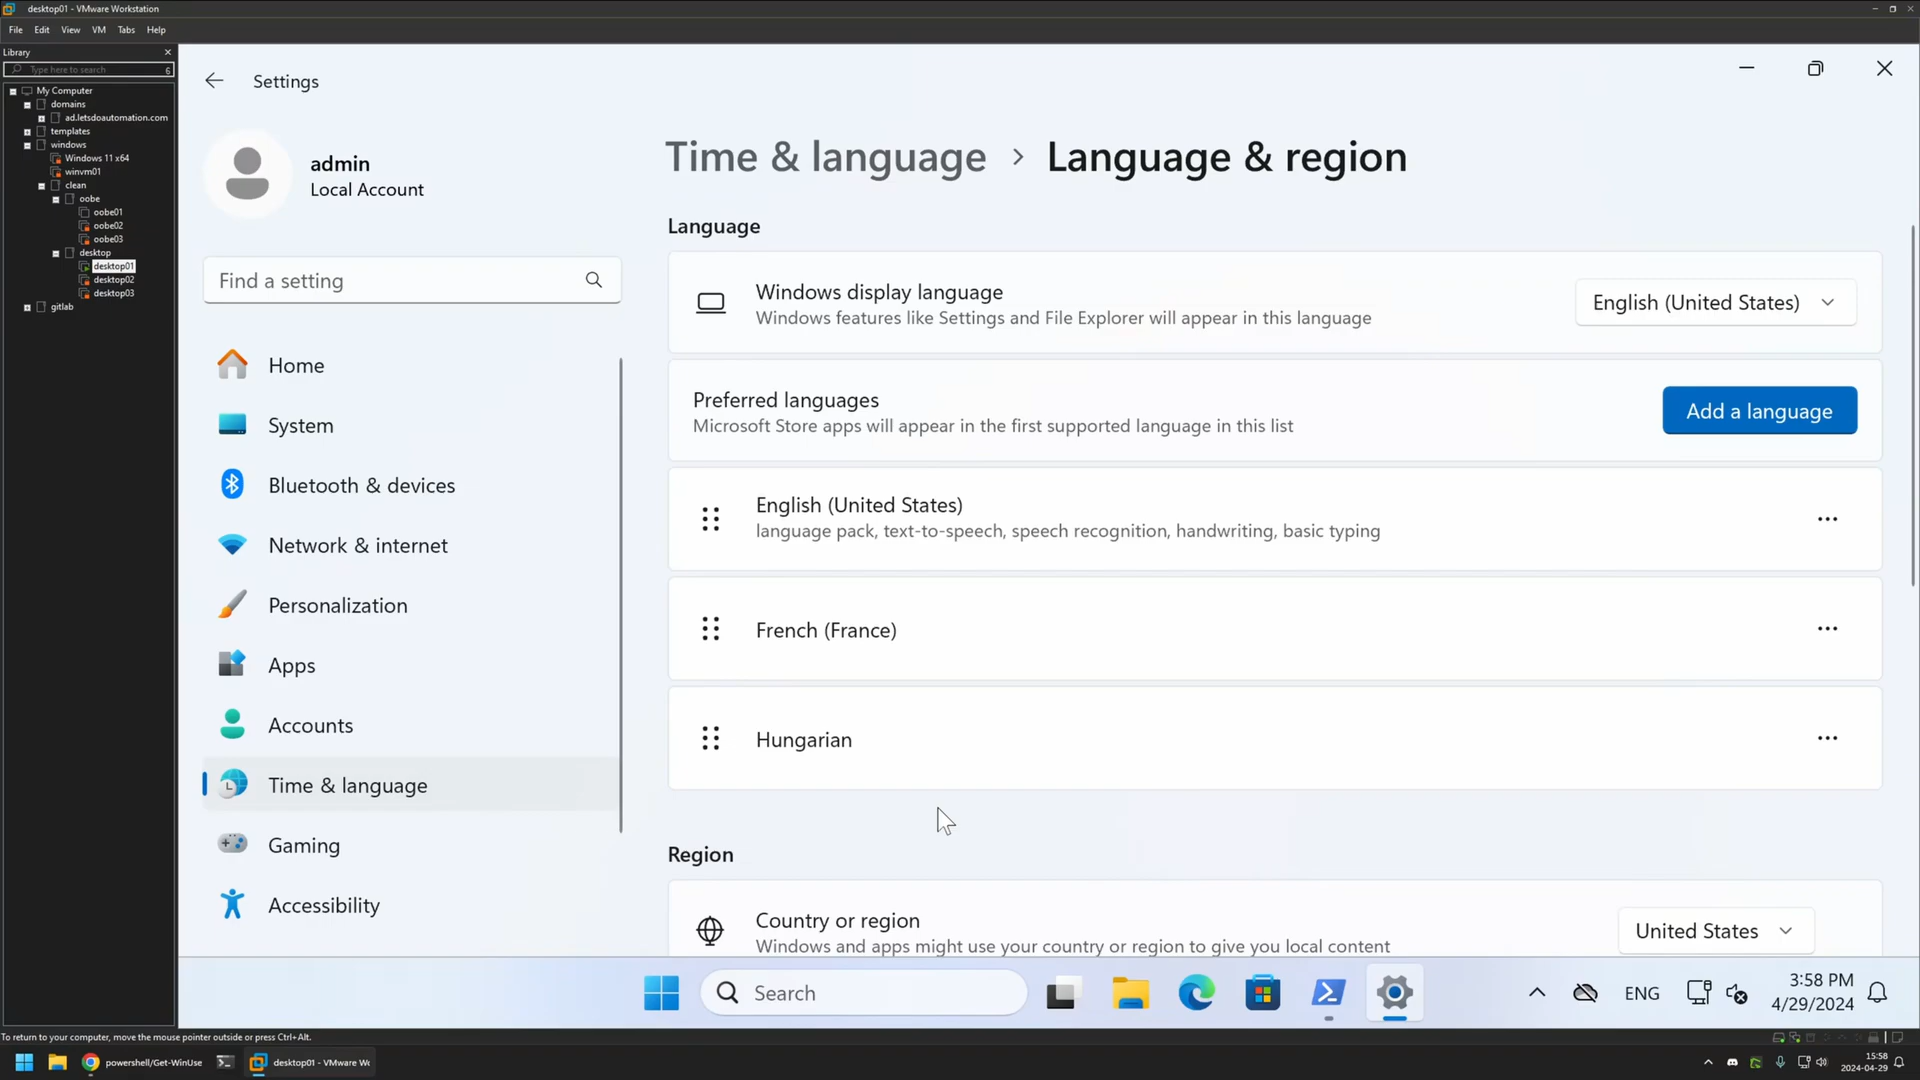 desktop01 - VMware Workstation
File Edit View VM Tabs Help
Library
Type here to search
My Computer
domains
ad.letsdoautomation.com
templates
windows
Windows 11 x64
winvm01
clean
oobe
oobe01
oobe02
oobe03
desktop
desktop01
desktop02
desktop03
gitlab
Settings
admin
Local Account
Find a setting
Home
System
Bluetooth & devices
Network & internet
Personalization
Apps
Accounts
Time & language
Gaming
Accessibility
Time & language > Language & region
Language
Windows display language
Windows features like Settings and File Explorer will appear in this language
English (United States)
Preferred languages
Microsoft Store apps will appear in the first supported language in this list
Add a language
English (United States)
language pack, text-to-speech, speech recognition, handwriting, basic typing
French (France)
Hungarian
Region
Country or region
Windows and apps might use your country or region to give you local content
United States
Search
ENG
3:58 PM
4/29/2024
To return to your computer, move the mouse pointer outside or press Ctrl+Alt.
powershell/Get-WinUse
desktop01 - VMware Wo
15:58
2024-04-29